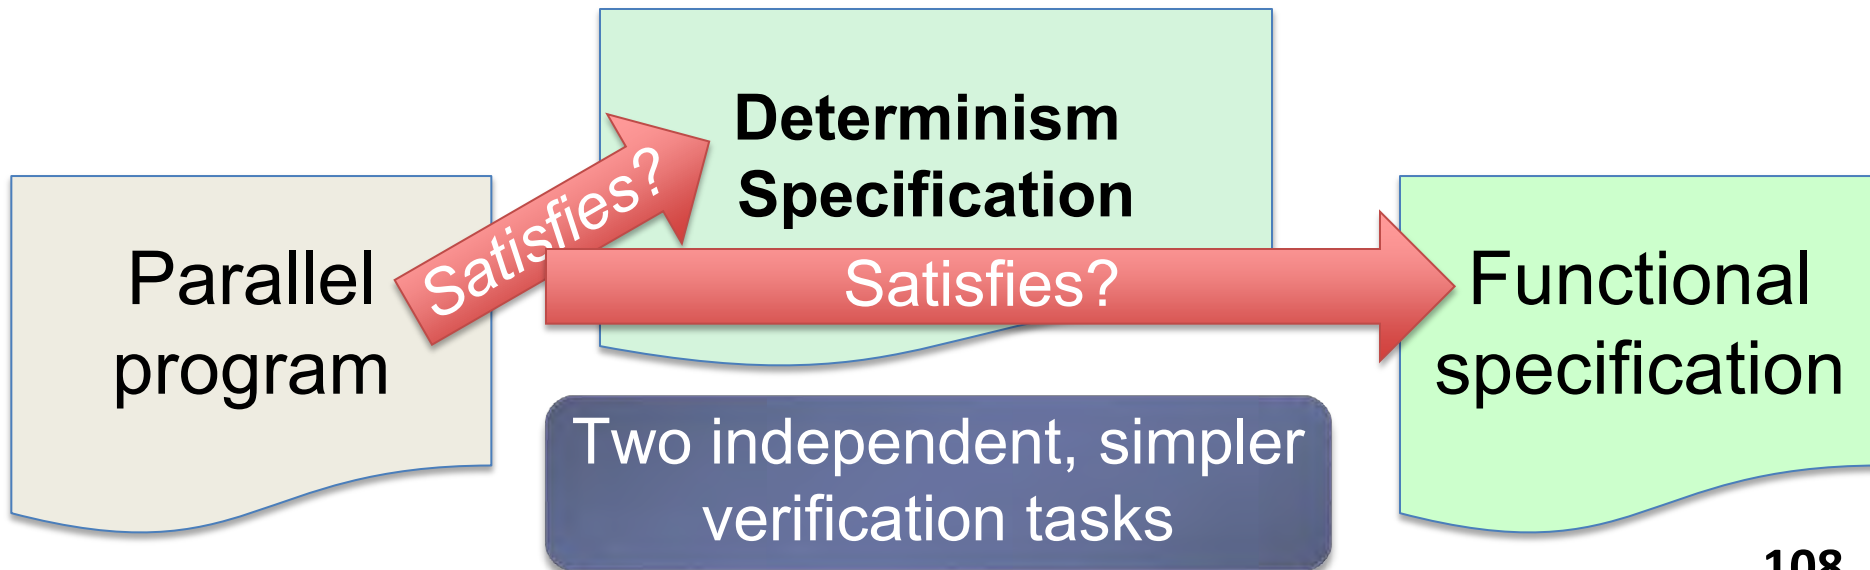 Determinism
Specification
Satisfies?
Parallel
program
Satisfies?
Functional
specification
Two independent, simpler
verification tasks
108